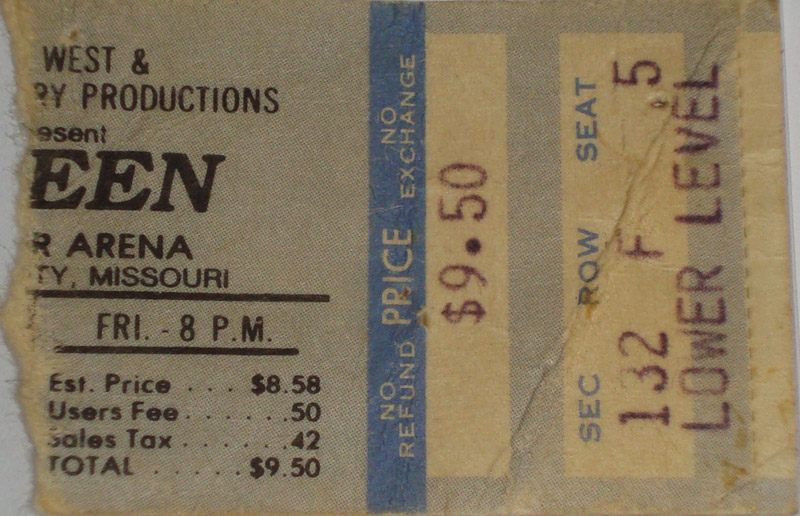 WEST &
RY PRODUCTIONS
esent
EEN
R ARENA
TY, MISSOURI
FRI. - 8 P.M.
Est. Price . . . $8.58
Users Fee . . . . . . .50
Sales Tax . . . . . . .42
TOTAL . . . . . $9.50
NO REFUND PRICE NO EXCHANGE
$9.50
SEC ROW SEAT
132 F 5
LOWER LEVEL